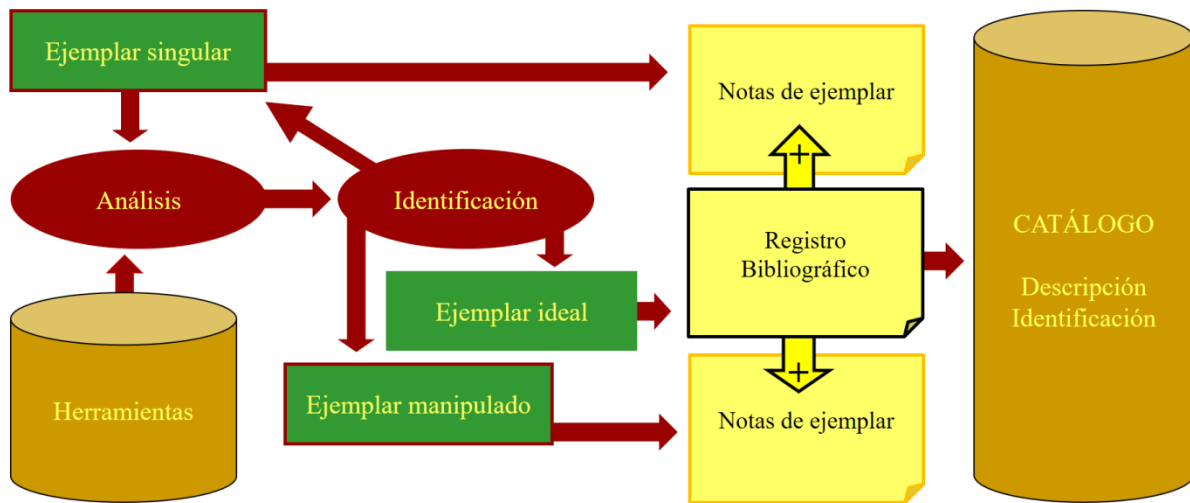 Ejemplar singular
Notas de ejemplar
+
Análisis
Identificación
Registro
Bibliográfico
CATÁLOGO
Descripción
Identificación
Ejemplar ideal
+
Herramientas
Ejemplar manipulado
Notas de ejemplar